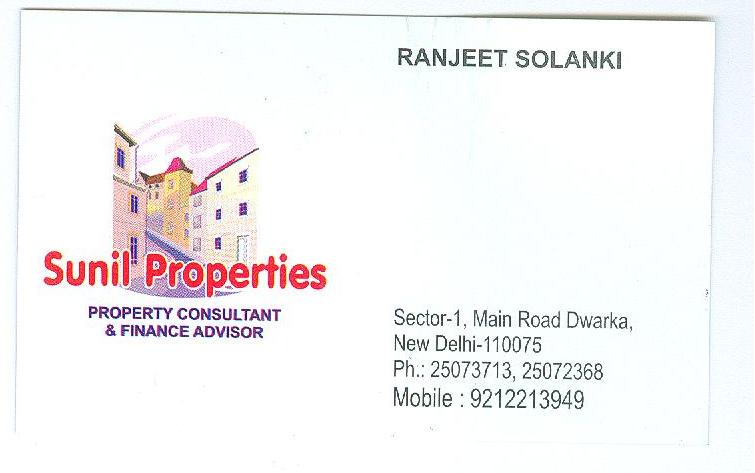 RANJEET SOLANKI
Sunil Properties
PROPERTY CONSULTANT
& FINANCE ADVISOR
Sector-1, Main Road Dwarka,
New Delhi-110075
Ph.: 25073713, 25072368
Mobile : 9212213949